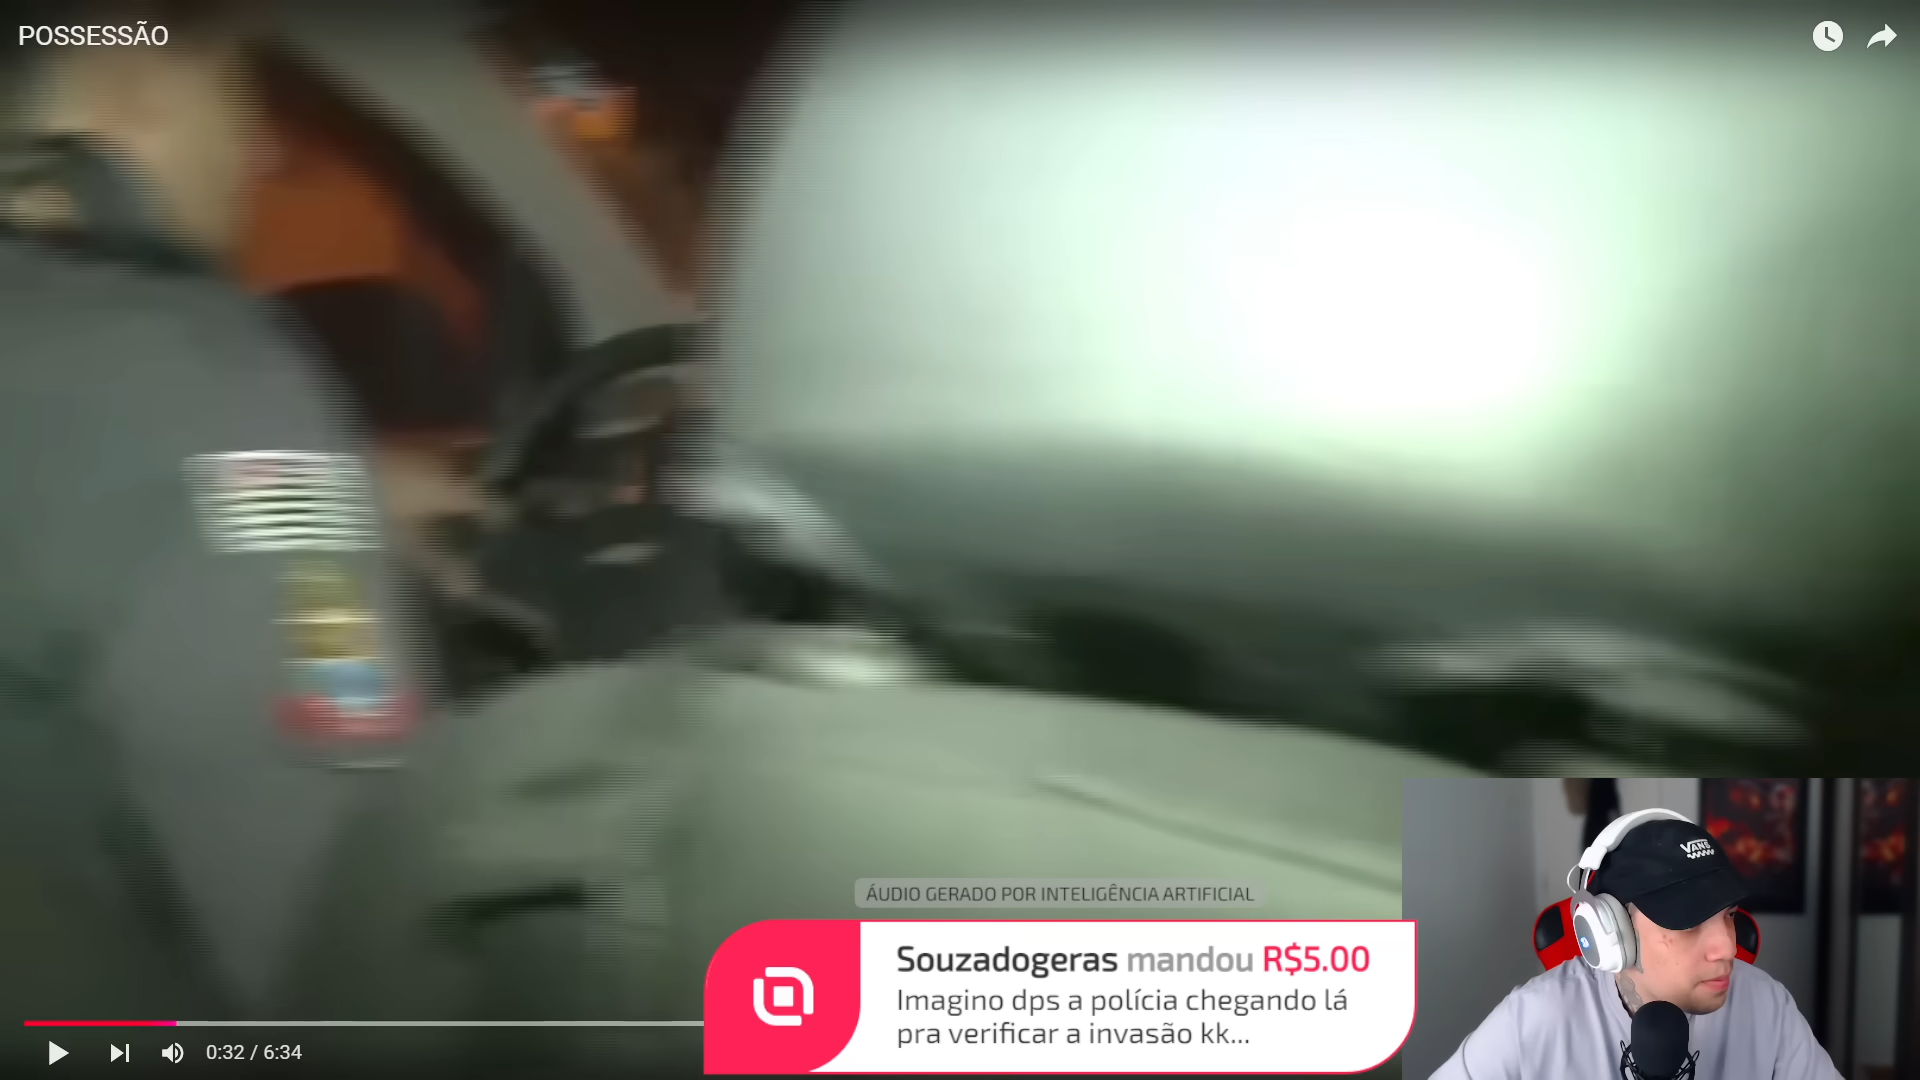 POSSESSÃO
VANS
ÁUDIO GERADO POR INTELIGÊNCIA ARTIFICIAL
Souzadogeras mandou R$5.00
Imagino dps a polícia chegando lá
pra verificar a invasão kk...
0:32 / 6:34